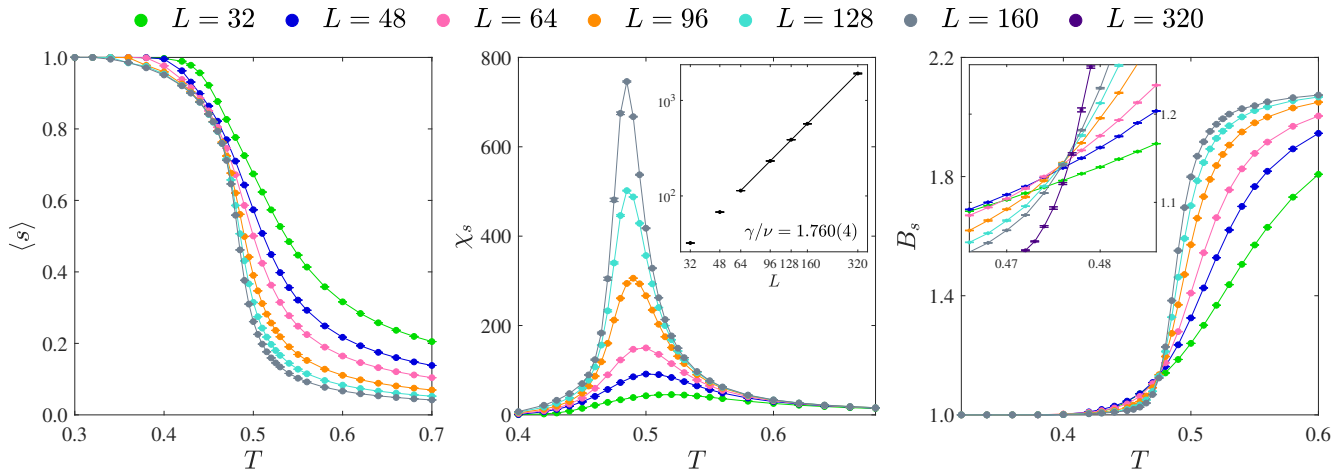 L = 32 L = 48 L = 64 L = 96 L = 128 L = 160 L = 320
⟨s⟩
1.0
0.8
0.6
0.4
0.2
0.0
0.3 0.4 0.5 0.6 0.7
T
χs
800
600
400
200
0
0.4 0.5 0.6
T
10³
10²
γ/ν = 1.760(4)
32 48 64 96 128 160 320
L
Bs
2.2
1.8
1.4
1.0
0.4 0.5 0.6
T
1.2
1.11
0.47 0.48